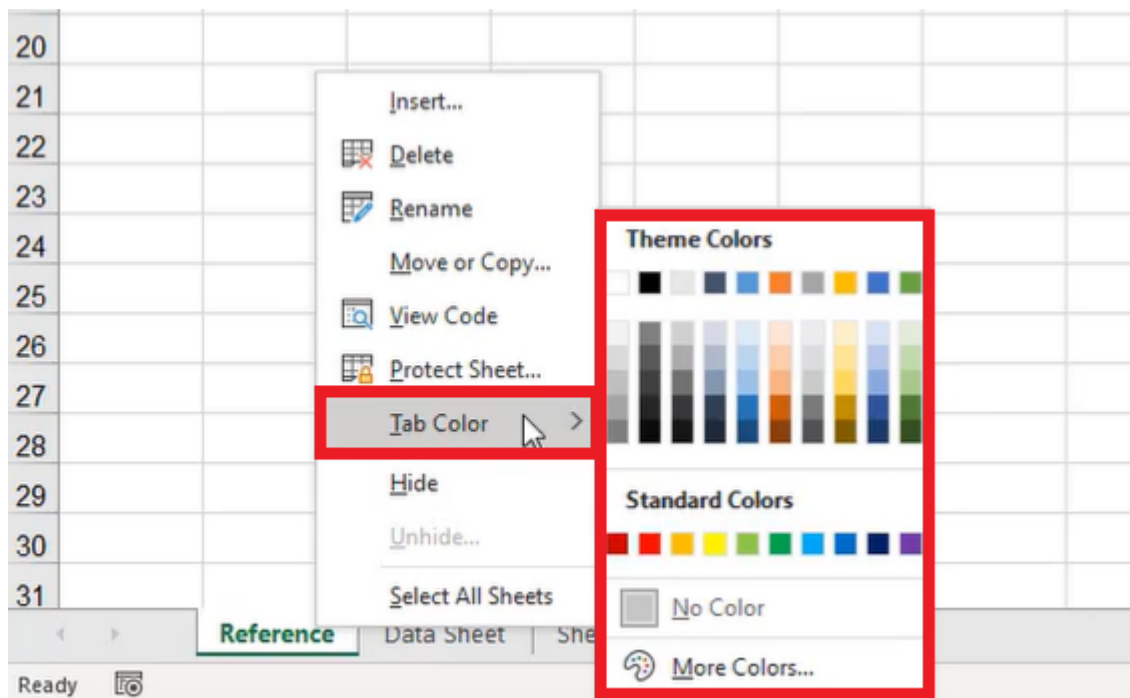 20
21
22
23
24
25
26
27
28
29
30
31
Insert...
Delete
Rename
Move or Copy...
View Code
Protect Sheet...
Tab Color
Hide
Unhide...
Select All Sheets
Theme Colors
Standard Colors
No Color
More Colors...
Reference Data Sheet She
Ready